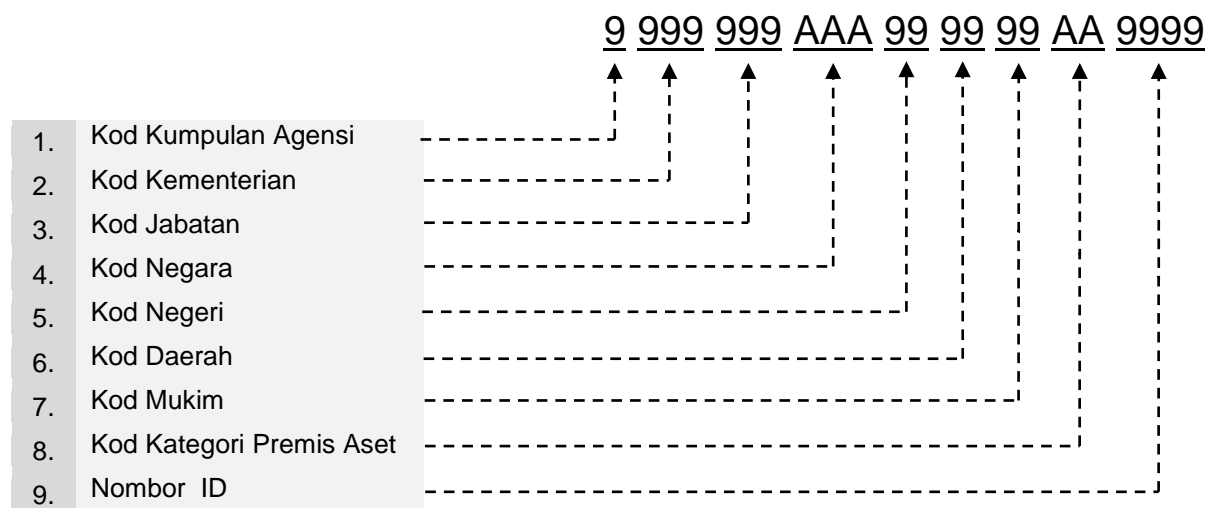 9 999 999 AAA 99 99 99 AA 9999
1. Kod Kumpulan Agensi
2. Kod Kementerian
3. Kod Jabatan
4. Kod Negara
5. Kod Negeri
6. Kod Daerah
7. Kod Mukim
8. Kod Kategori Premis Aset
9. Nombor ID